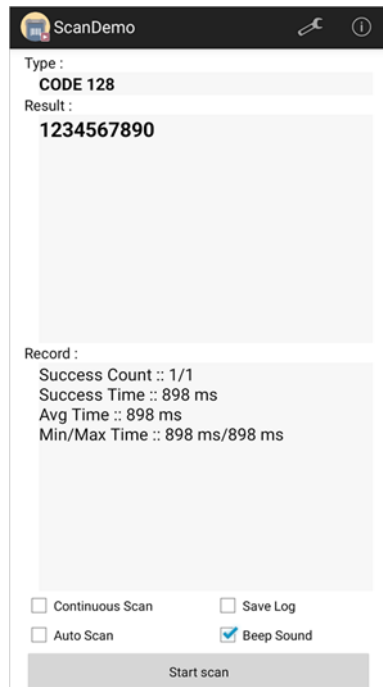 ScanDemo
Type :
CODE 128
Result :
1234567890
Record :
Success Count :: 1/1
Success Time :: 898 ms
Avg Time :: 898 ms
Min/Max Time :: 898 ms/898 ms
Continuous Scan
Save Log
Auto Scan
Beep Sound
Start scan